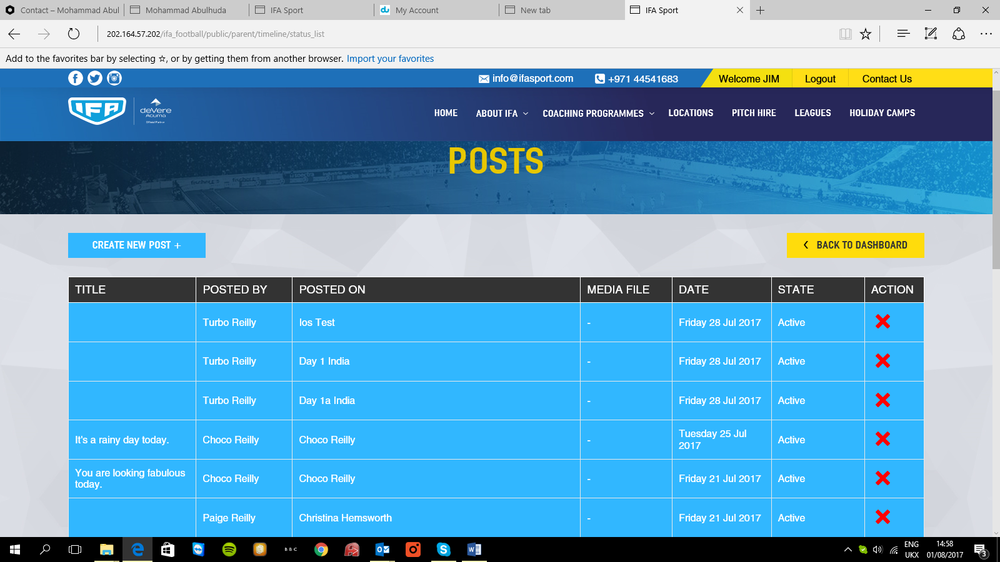 Contact – Mohammad Abul
Mohammad Abulhuda
IFA Sport
du My Account
New tab
IFA Sport
202.164.57.202/ifa_football/public/parent/timeline/status_list
Add to the favorites bar by selecting ☆, or by getting them from another browser. Import your favorites
info@ifasport.com
+971 44541683
Welcome JIM
Logout
Contact Us
IFA
deVere
Acuma
Official Partner
HOME
ABOUT IFA
COACHING PROGRAMMES
LOCATIONS
PITCH HIRE
LEAGUES
HOLIDAY CAMPS
POSTS
CREATE NEW POST +
BACK TO DASHBOARD
TITLE POSTED BY POSTED ON MEDIA FILE DATE STATE ACTION
Turbo Reilly Ios Test - Friday 28 Jul 2017 Active
Turbo Reilly Day 1 India - Friday 28 Jul 2017 Active
Turbo Reilly Day 1a India - Friday 28 Jul 2017 Active
It's a rainy day today. Choco Reilly Choco Reilly - Tuesday 25 Jul
2017 Active
You are looking fabulous
today. Choco Reilly Choco Reilly - Friday 21 Jul 2017 Active
Paige Reilly Christina Hemsworth - Friday 21 Jul 2017 Active
BBC
ENG
UKX
14:58
01/08/2017
3